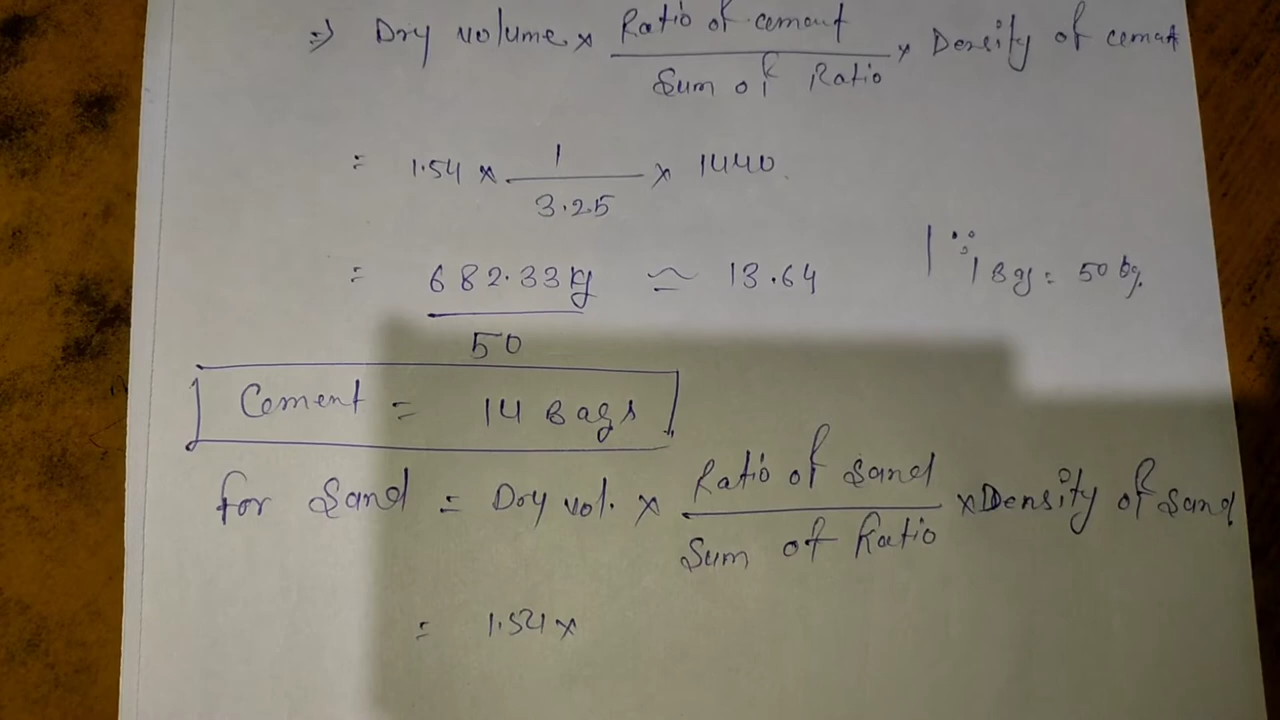 ⇒ Dry volume × Ratio of cement / Sum of Ratio × Density of cement
= 1.54 × 1 / 3.25 × 1440
= 682.33 kg / 50 ≃ 13.64 | ∵ 1 Bag = 50 kg
Cement = 14 Bags
for Sand = Dry vol. × Ratio of Sand / Sum of Ratio × Density of Sand
= 1.54 ×